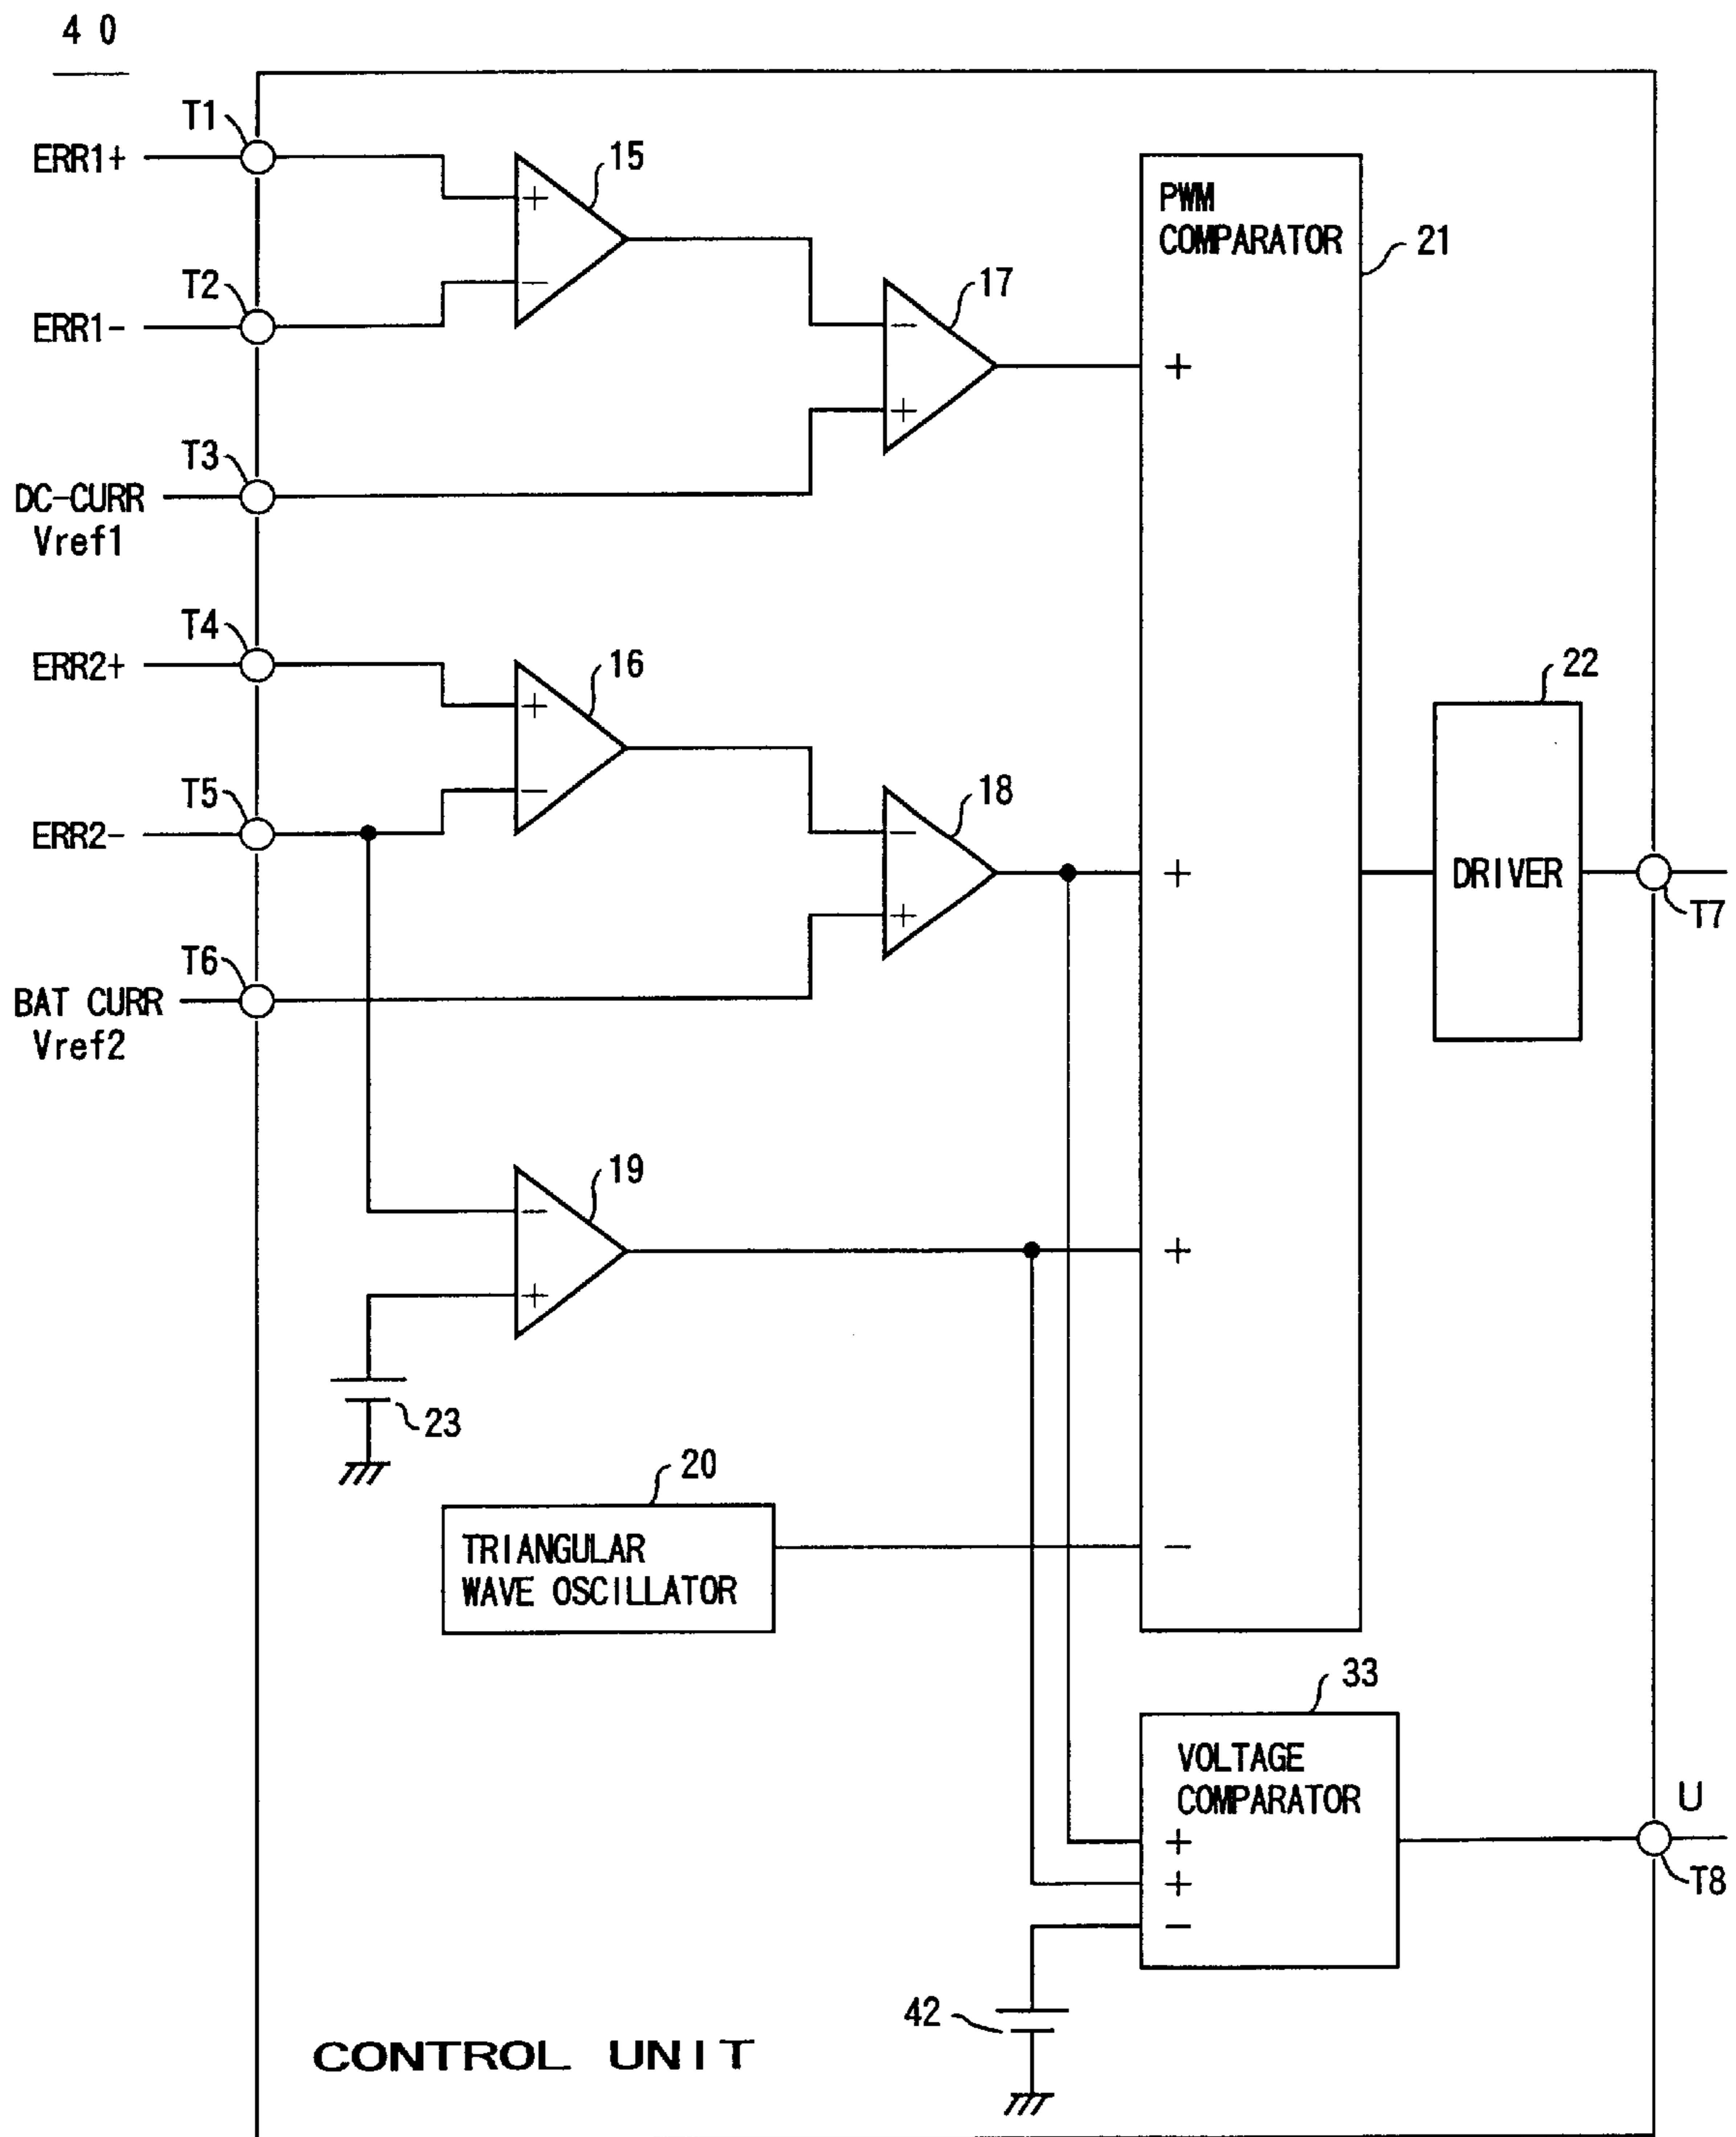 4 0
T1
ERR1+
15
+
−
PWM
COMPARATOR
21
T2
ERR1-
17
−
+
+
T3
DC-CURR
Vref1
T4
ERR2+
16
+
−
22
T5
ERR2-
18
−
+
+
DRIVER
T7
T6
BAT CURR
Vref2
19
−
+
+
23
20
TRIANGULAR
WAVE OSCILLATOR
−
33
VOLTAGE
COMPARATOR
+
+
−
U
T8
42
CONTROL UNIT